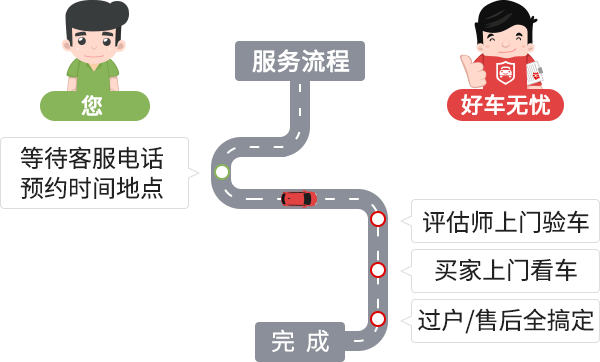 服务流程
您
好车无忧
等待客服电话
预约时间地点
评估师上门验车
买家上门看车
过户/售后全搞定
完 成